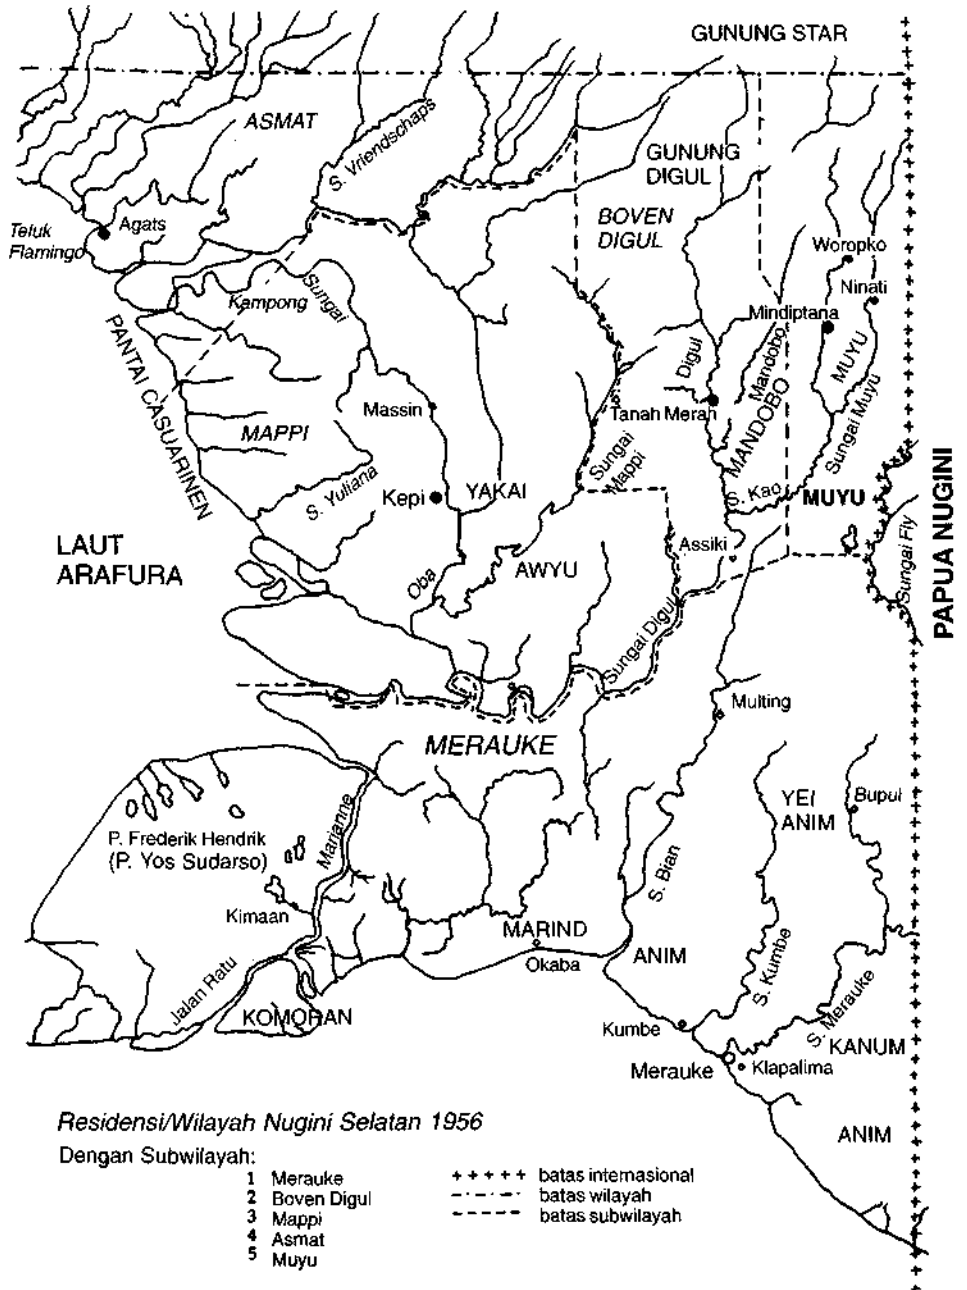 GUNUNG STAR
ASMAT
S. Vriendschaps
GUNUNG
DIGUL
BOVEN
DIGUL
Teluk
Flamingo
Agats
Woropko
Ninati
Kampong
Sungai
Mindiptana
PANTAI CASUARINEN
Digul
Mandobo
MUYU
Massin
Tanah Merah
MANDOBO
Sungai Muyu
MAPPI
Sungai
Mappi
S. Yuliana
Kepi
YAKAI
S. Kao
MUYU
PAPUA NUGINI
Sungai Fly
LAUT
ARAFURA
Assiki
Oba
AWYU
Sungai Digul
Multing
MERAUKE
YEI
ANIM
Bupul
P. Frederik Hendrik
(P. Yos Sudarso)
Marianne
S. Bian
Kimaan
MARIND
Okaba
ANIM
S. Kumbe
Jalan Ratu
KOMORAN
S. Merauke
Kumbe
KANUM
Merauke
Klapalima
ANIM
Residensi/Wilayah Nugini Selatan 1956
Dengan Subwilayah:
1 Merauke
2 Boven Digul
3 Mappi
4 Asmat
5 Muyu
+++++ batas internasional
batas wilayah
batas subwilayah